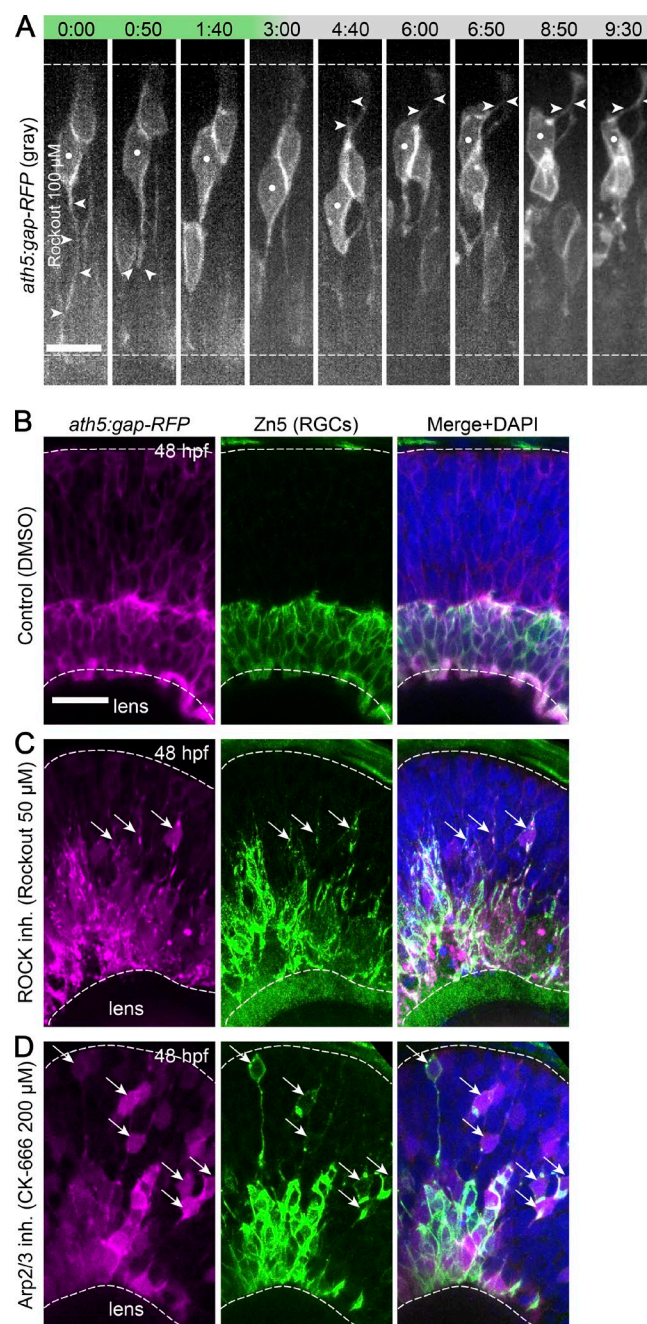 A
0:00 0:50 1:40 3:00 4:40 6:00 6:50 8:50 9:30
ath5:gap-RFP (gray)
Rockout 100 µM
B
ath5:gap-RFP Zn5 (RGCs) Merge+DAPI
Control (DMSO)
48 hpf
lens
C
ROCK inh. (Rockout 50 µM)
48 hpf
lens
D
Arp2/3 inh. (CK-666 200 µM)
48 hpf
lens